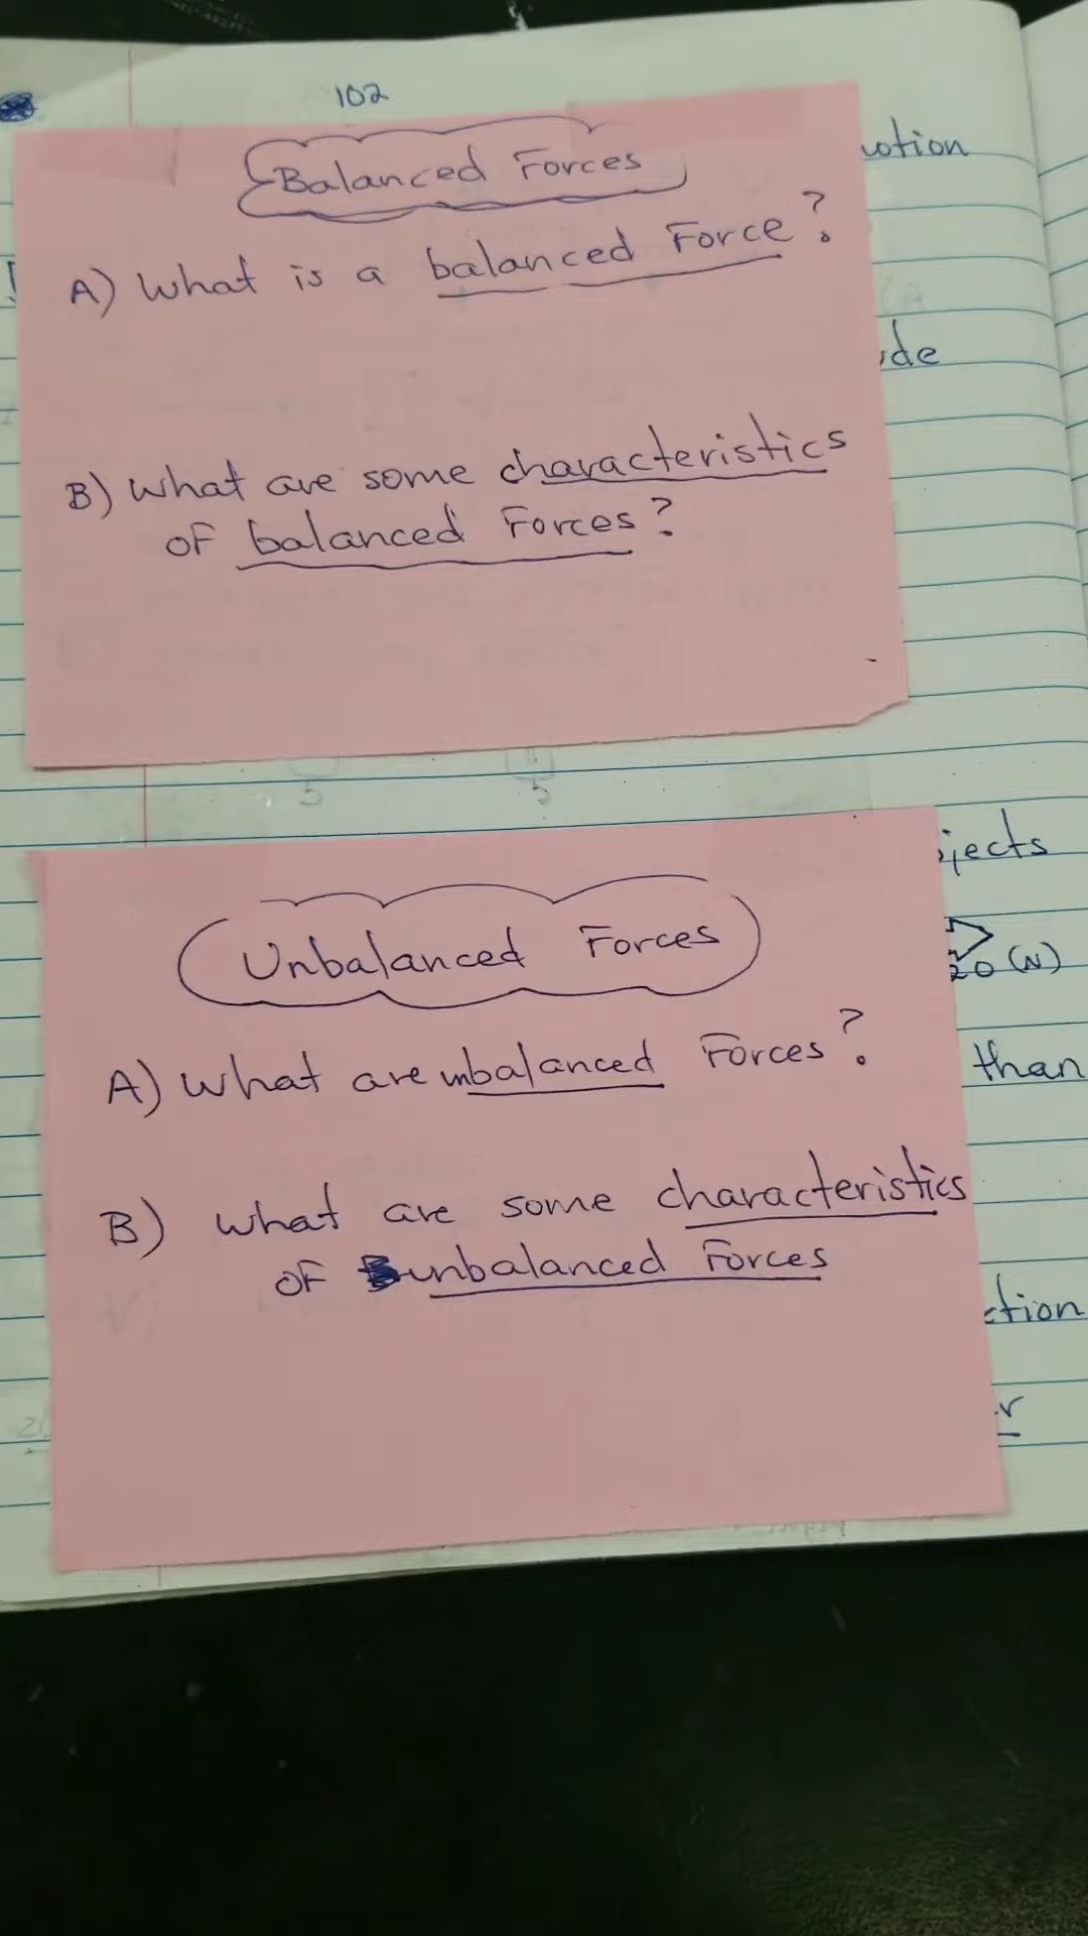 102
Balanced Forces
otion
A) What is a balanced Force?
de
B) What are some characteristics
of balanced Forces?
jects
Unbalanced Forces
20 (N)
A) What are unbalanced Forces?
than
B) what are some characteristics
of unbalanced Forces
ction
r